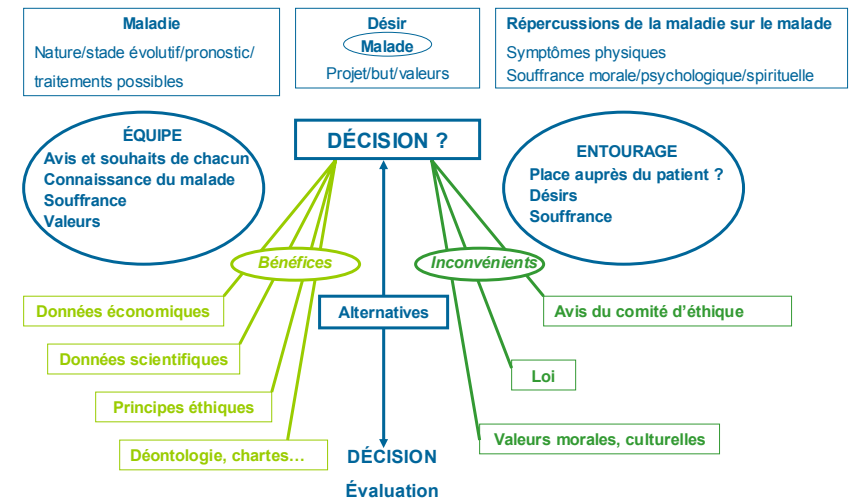 Maladie
Nature/stade évolutif/pronostic/
traitements possibles
Désir
Malade
Projet/but/valeurs
Répercussions de la maladie sur le malade
Symptômes physiques
Souffrance morale/psychologique/spirituelle
ÉQUIPE
Avis et souhaits de chacun
Connaissance du malade
Souffrance
Valeurs
DÉCISION ?
ENTOURAGE
Place auprès du patient ?
Désirs
Souffrance
Bénéfices
Inconvénients
Données économiques
Alternatives
Avis du comité d’éthique
Données scientifiques
Loi
Principes éthiques
Déontologie, chartes…
Valeurs morales, culturelles
DÉCISION
Évaluation